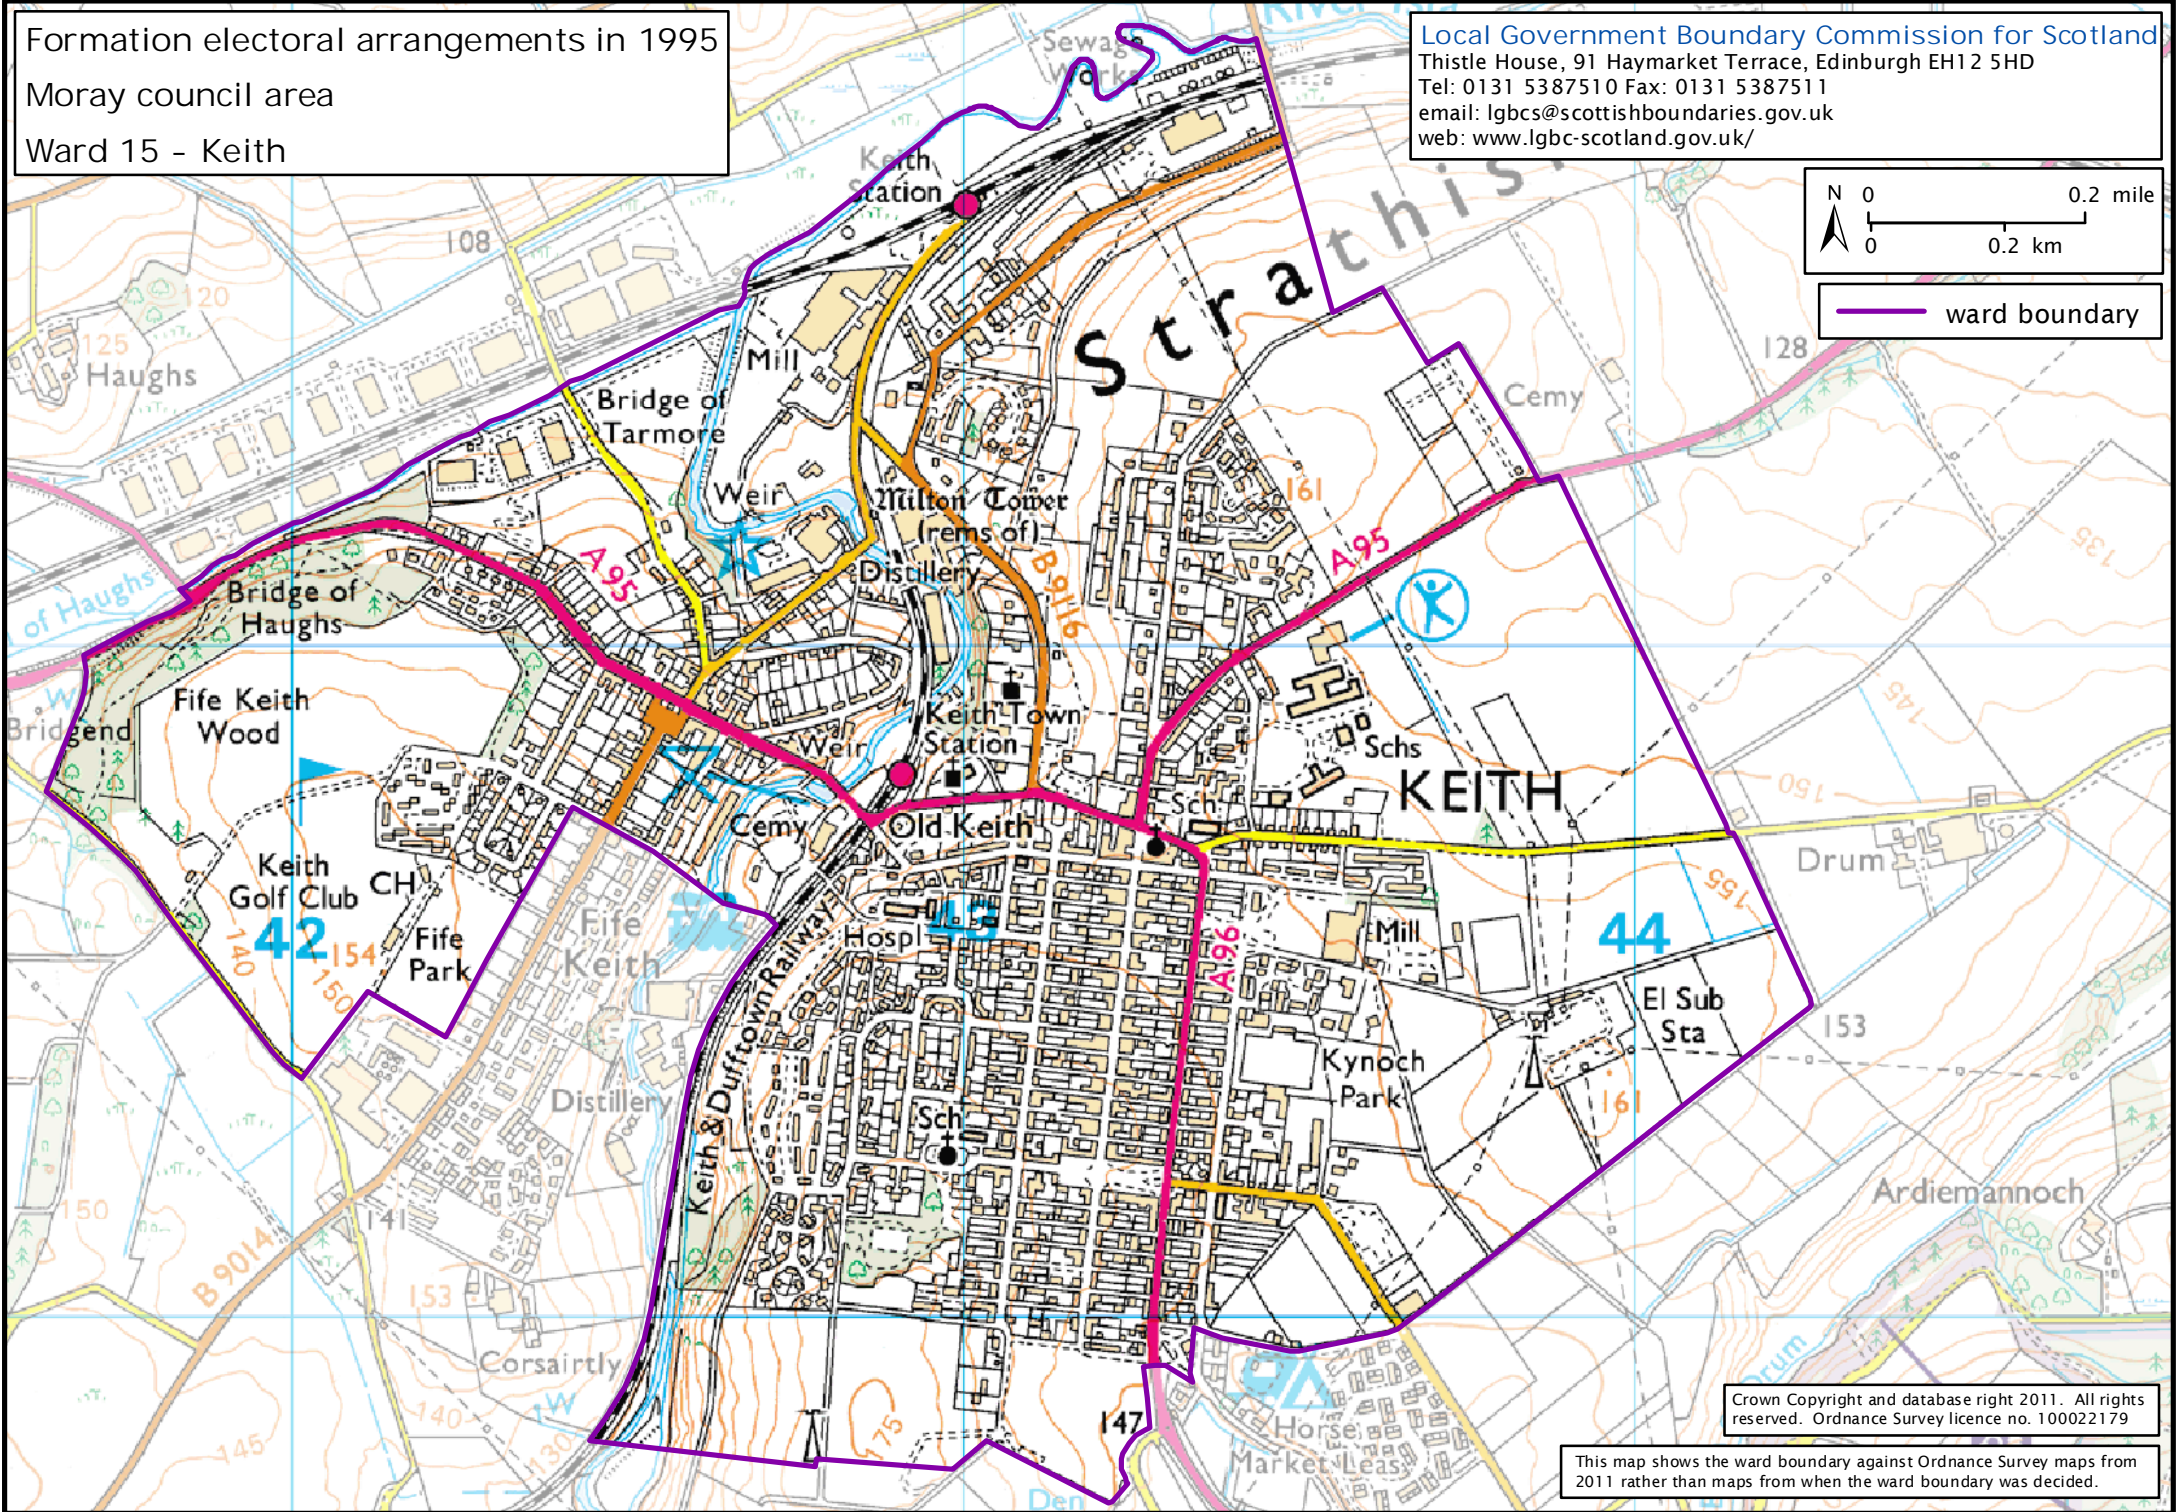 Formation electoral arrangements in 1995
Moray council area
Ward 15 - Keith
Local Government Boundary Commission for Scotland
Thistle House, 91 Haymarket Terrace, Edinburgh EH12 5HD
Tel: 0131 5387510 Fax: 0131 5387511
email: lgbcs@scottishboundaries.gov.uk
web: www.lgbc-scotland.gov.uk/
N 0 0.2 mile
0 0.2 km
ward boundary
River Isla
Sewage
Works
Keith
Station
108
120
125
Haughs
Strathisla
128
Cemy
Mill
Bridge of
Tarmore
Weir
Milton Tower
(rems of)
161
A95
A95
135
Distillery
B9116
of Haughs
Bridge of
Haughs
Fife Keith
Wood
Bridgend
W
Keith Town
Station
Weir
Schs
KEITH
145
150
Sch
Cemy
Old Keith
Drum
155
Keith
Golf Club
CH
42
154
140
150
Fife
Park
Fife
Keith
Hospl
43
A96
Mill
44
El Sub
Sta
153
Keith & Dufftown Railway
Kynoch
Park
161
Distillery
Sch
Ardiemannoch
150
141
B9014
153
Corsairtly
W
140
145
130
175
147
Horse
Market Leas
Den
Drum
Crown Copyright and database right 2011. All rights
reserved. Ordnance Survey licence no. 100022179
This map shows the ward boundary against Ordnance Survey maps from
2011 rather than maps from when the ward boundary was decided.